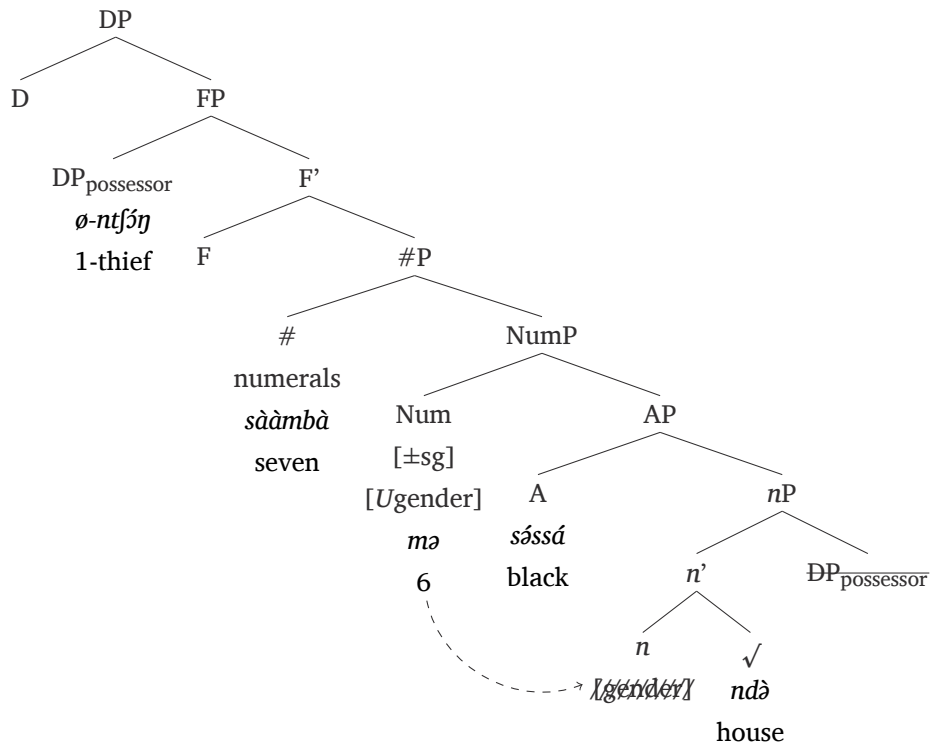 DP
D FP
DPpossessor F’
ø-ntʃɔ́ŋ
1-thief F #P
# NumP
numerals Num AP
sààmbà [±sg]
seven [Ugender] A nP
mə sə́ssá
6 black n’ DPpossessor
n √
[gender] ndə̀
house